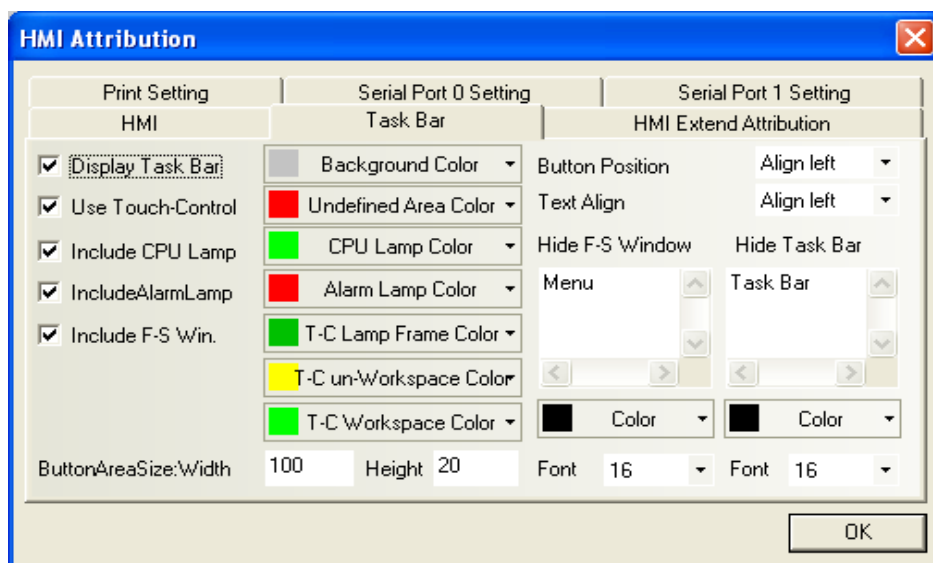 HMI Attribution
Print Setting Serial Port 0 Setting Serial Port 1 Setting
HMI Task Bar HMI Extend Attribution
Display Task Bar Background Color Button Position Align left
Use Touch-Control Undefined Area Color Text Align Align left
Include CPU Lamp CPU Lamp Color Hide F-S Window Hide Task Bar
IncludeAlarmLamp Alarm Lamp Color Menu Task Bar
Include F-S Win. T-C Lamp Frame Color
T-C un-Workspace Color
T-C Workspace Color Color Color
ButtonAreaSize:Width 100 Height 20 Font 16 Font 16
OK